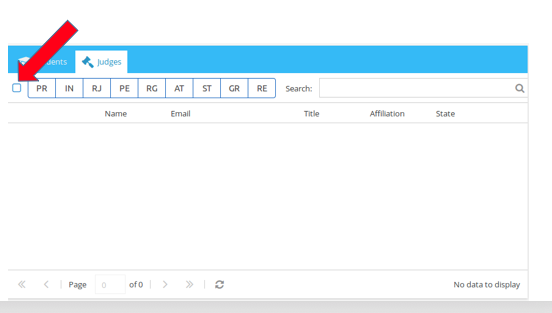 Judges
PR IN RJ PE RG AT ST GR RE Search:
Name Email Title Affiliation State
Page 0 of 0 No data to display